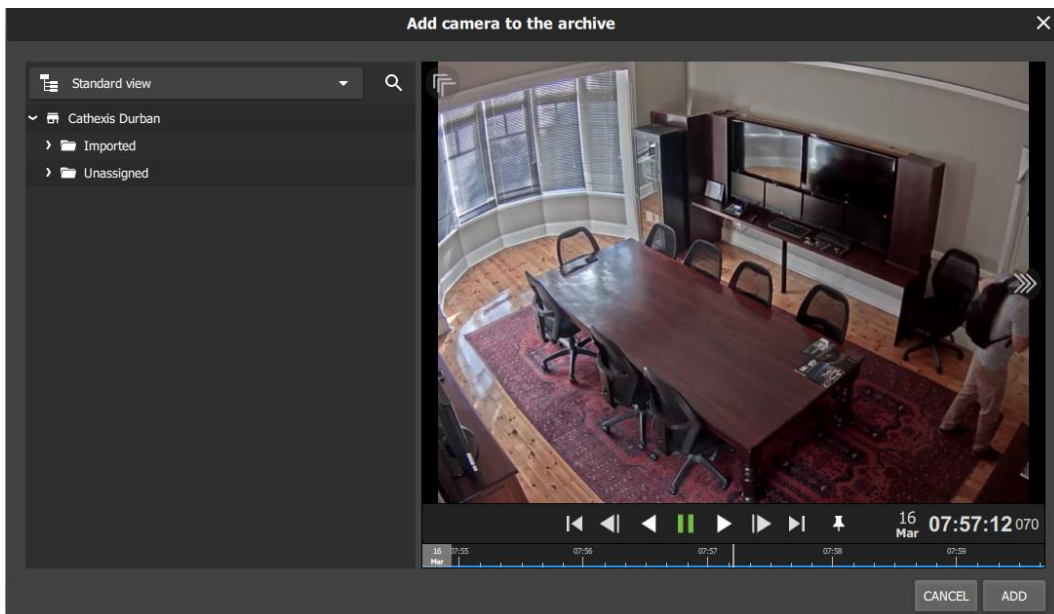 Add camera to the archive
Standard view
Cathexis Durban
Imported
Unassigned
16 Mar 07:57:12 070
16 Mar 07:55 07:56 07:57 07:58 07:59
CANCEL ADD